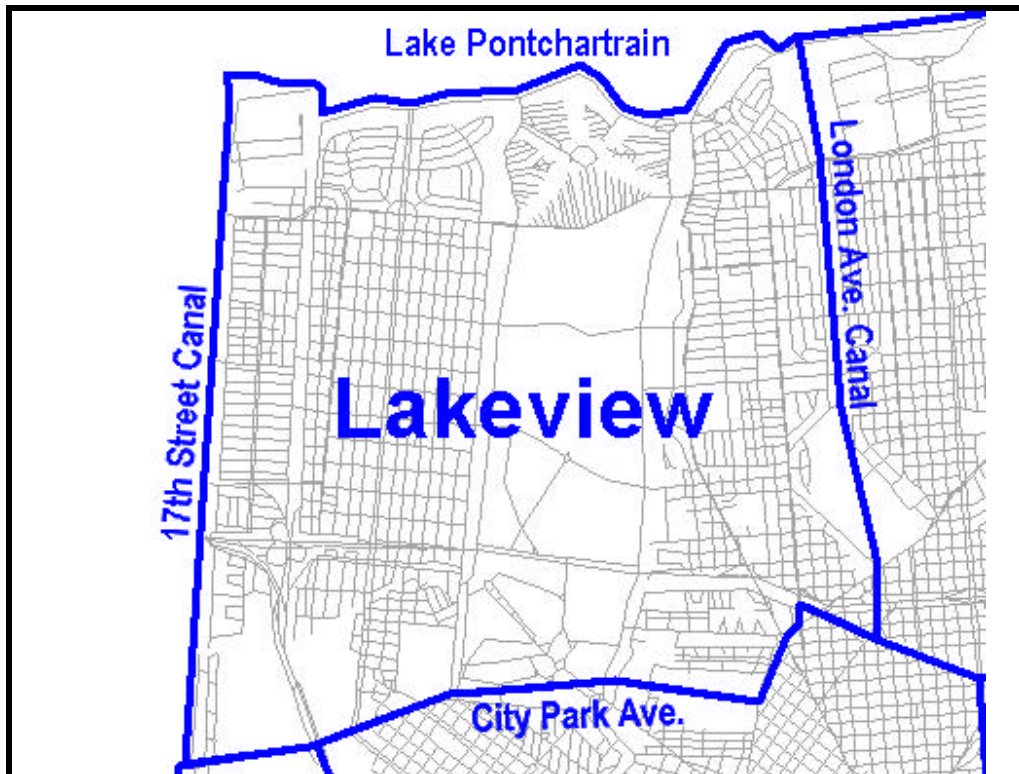 Lake Pontchartrain
London Ave. Canal
17th Street Canal
Lakeview
City Park Ave.